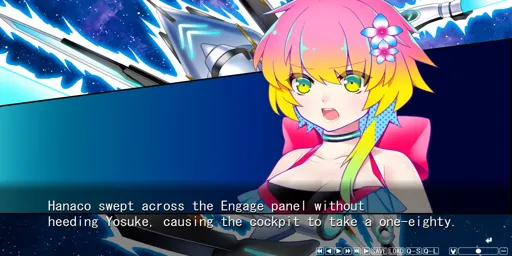 Hanaco swept across the Engage panel without
heeding Yosuke, causing the cockpit to take a one-eighty.
SAVE LOAD Q-S Q-L